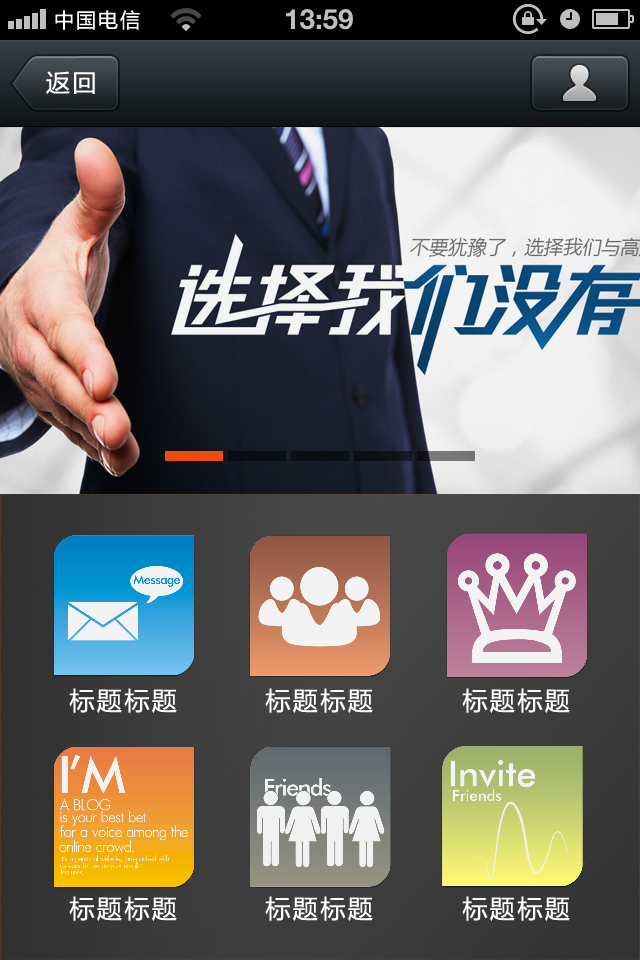 中国电信
13:59
返回
不要犹豫了，选择我们与高
选择我们没有
Message
标题标题
标题标题
标题标题
I'M
A BLOG
is your best bet
for a voice among the
online crowd.
Friends
Invite
Friends
标题标题
标题标题
标题标题